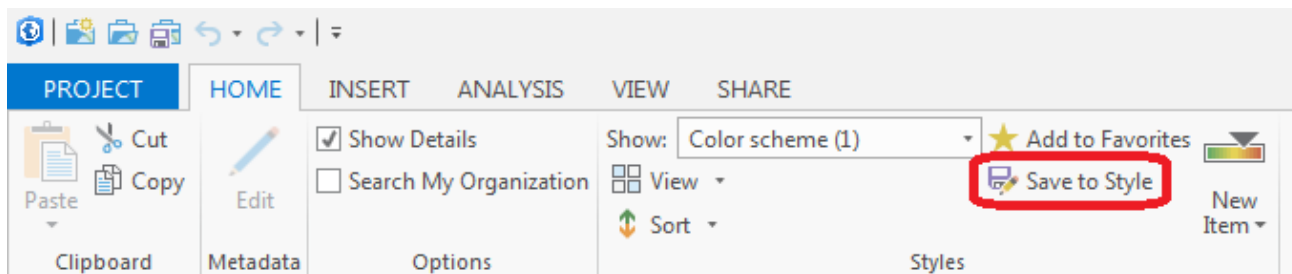 PROJECT HOME INSERT ANALYSIS VIEW SHARE
Cut
Copy
Paste
Clipboard
Edit
Metadata
Show Details
Search My Organization
Options
Show: Color scheme (1)
View
Sort
Add to Favorites
Save to Style
New
Item
Styles